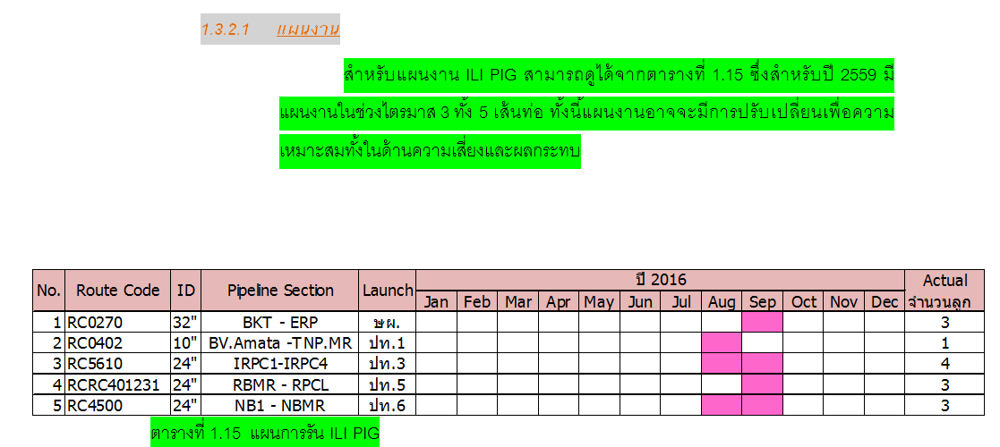 1.3.2.1 แผนงาน
สำหรับแผนงาน ILI PIG สามารถดูได้จากตารางที่ 1.15 ซึ่งสำหรับปี 2559 มี
แผนงานในช่วงไตรมาส 3 ทั้ง 5 เส้นท่อ ทั้งนี้แผนงานอาจจะมีการปรับเปลี่ยนเพื่อความ
เหมาะสมทั้งในด้านความเสี่ยงและผลกระทบ
No. Route Code ID Pipeline Section Launch ปี 2016 Actual
Jan Feb Mar Apr May Jun Jul Aug Sep Oct Nov Dec จำนวนลูก
1 RC0270 32" BKT - ERP ษผ. 3
2 RC0402 10" BV.Amata -TNP.MR ปท.1 1
3 RC5610 24" IRPC1-IRPC4 ปท.3 4
4 RCRC401231 24" RBMR - RPCL ปท.5 3
5 RC4500 24" NB1 - NBMR ปท.6 3
ตารางที่ 1.15 แผนการรัน ILI PIG